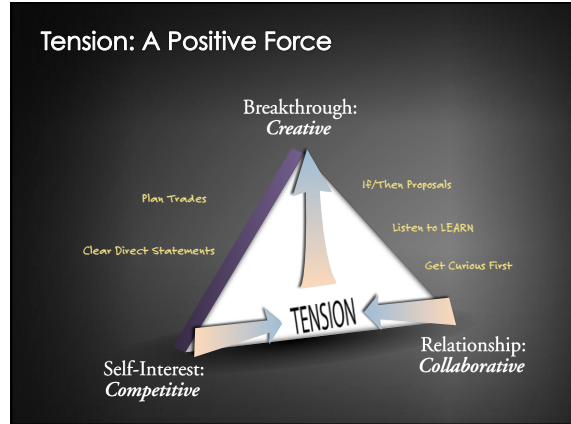 Tension: A Positive Force
Breakthrough:
Creative
Plan Trades
If/Then Proposals
Clear Direct Statements
Listen to LEARN
Get Curious First
TENSION
Self-Interest:
Competitive
Relationship:
Collaborative